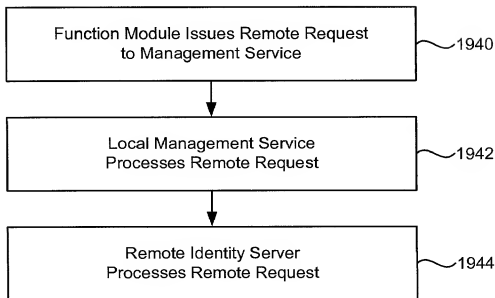 Function Module Issues Remote Request
to Management Service
1940
Local Management Service
Processes Remote Request
1942
Remote Identity Server
Processes Remote Request
1944